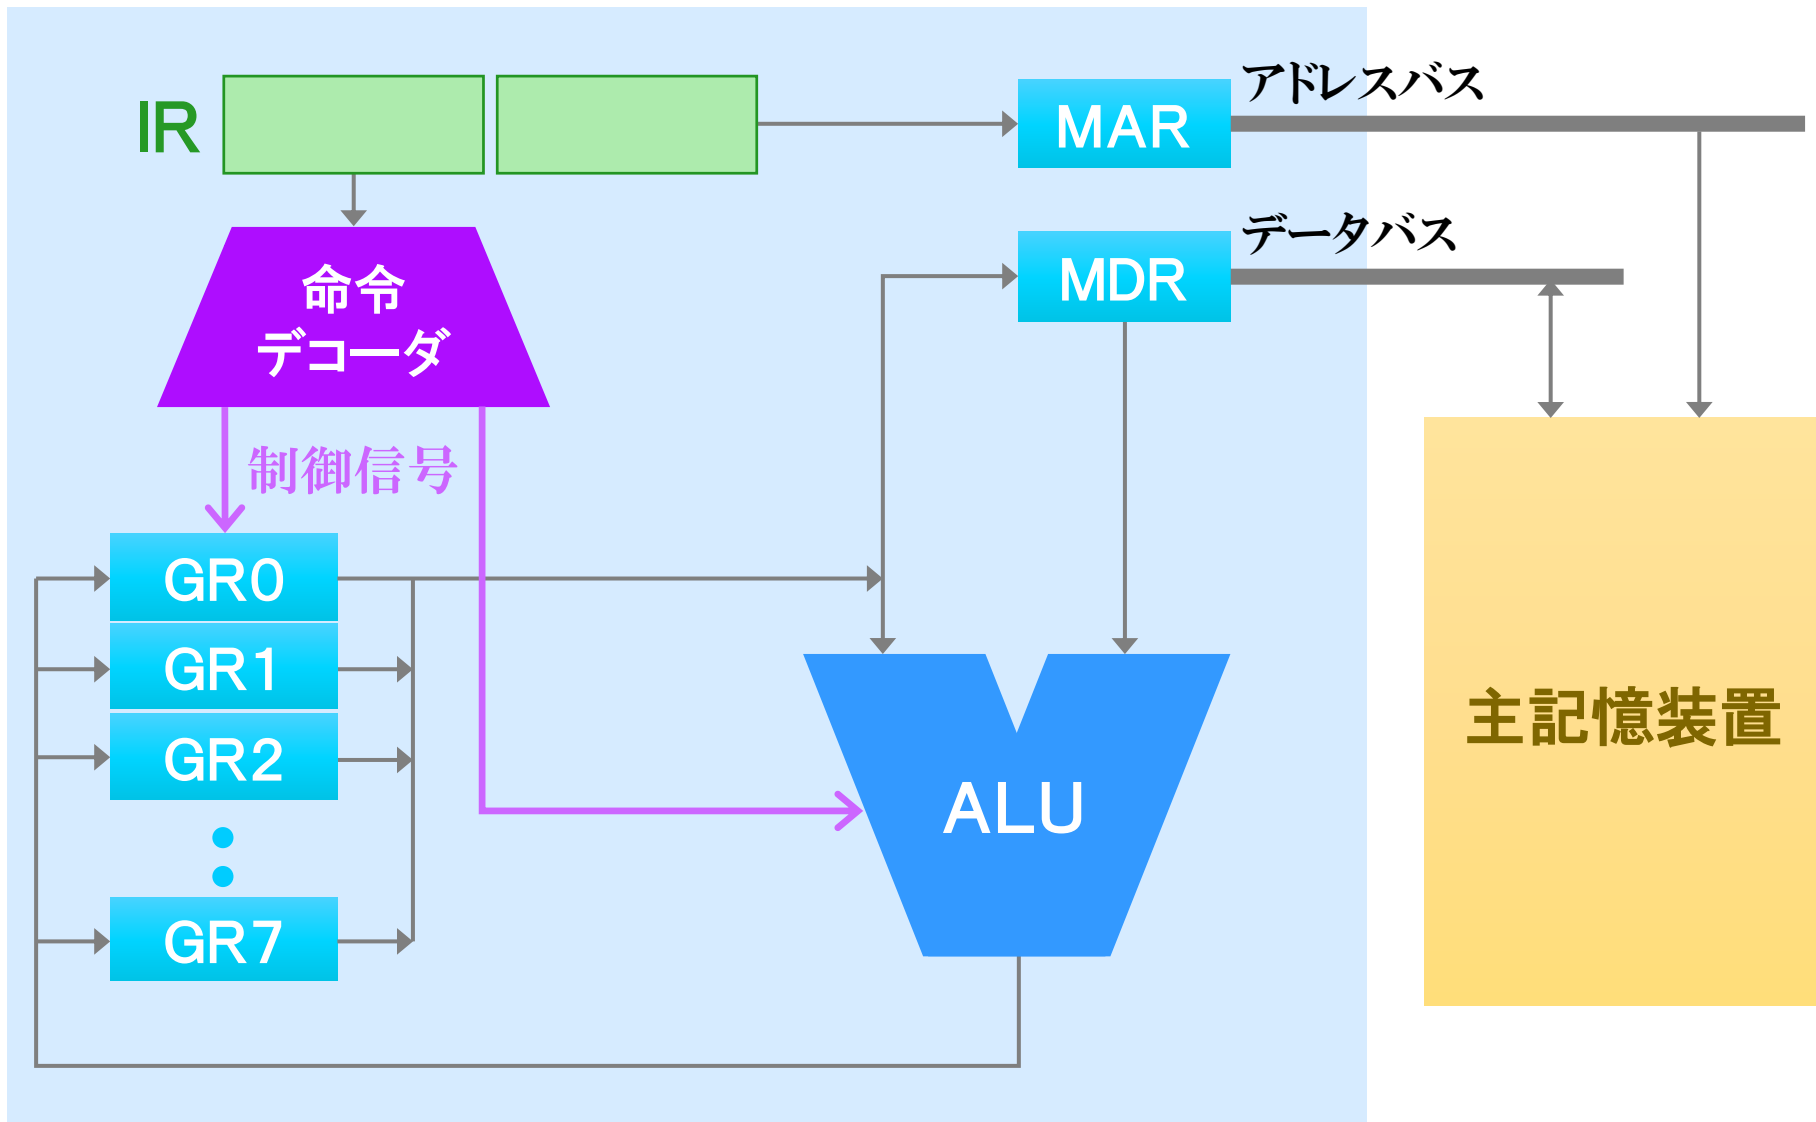 IR
MAR
アドレスバス
MDR
データバス
命令
デコーダ
制御信号
GR0
GR1
GR2
GR7
ALU
主記憶装置